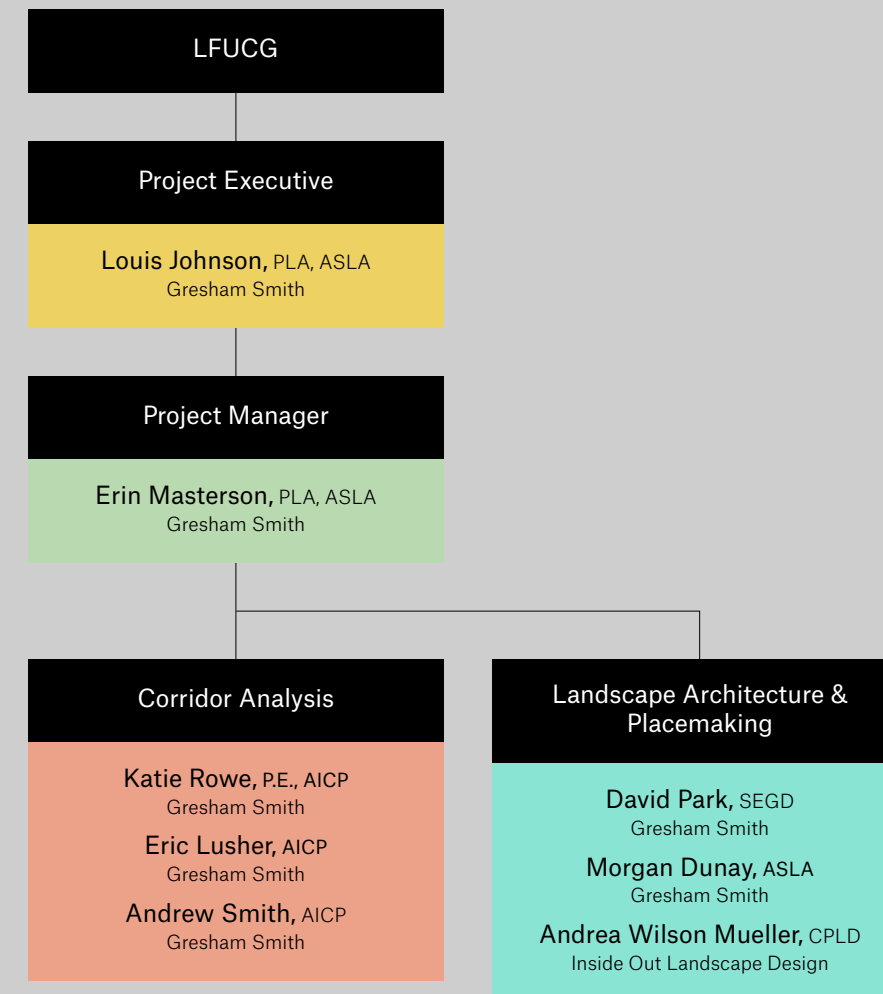 LFUCG
Project Executive
Louis Johnson, PLA, ASLA
Gresham Smith
Project Manager
Erin Masterson, PLA, ASLA
Gresham Smith
Corridor Analysis
Katie Rowe, P.E., AICP
Gresham Smith
Eric Lusher, AICP
Gresham Smith
Andrew Smith, AICP
Gresham Smith
Landscape Architecture &
Placemaking
David Park, SEGD
Gresham Smith
Morgan Dunay, ASLA
Gresham Smith
Andrea Wilson Mueller, CPLD
Inside Out Landscape Design